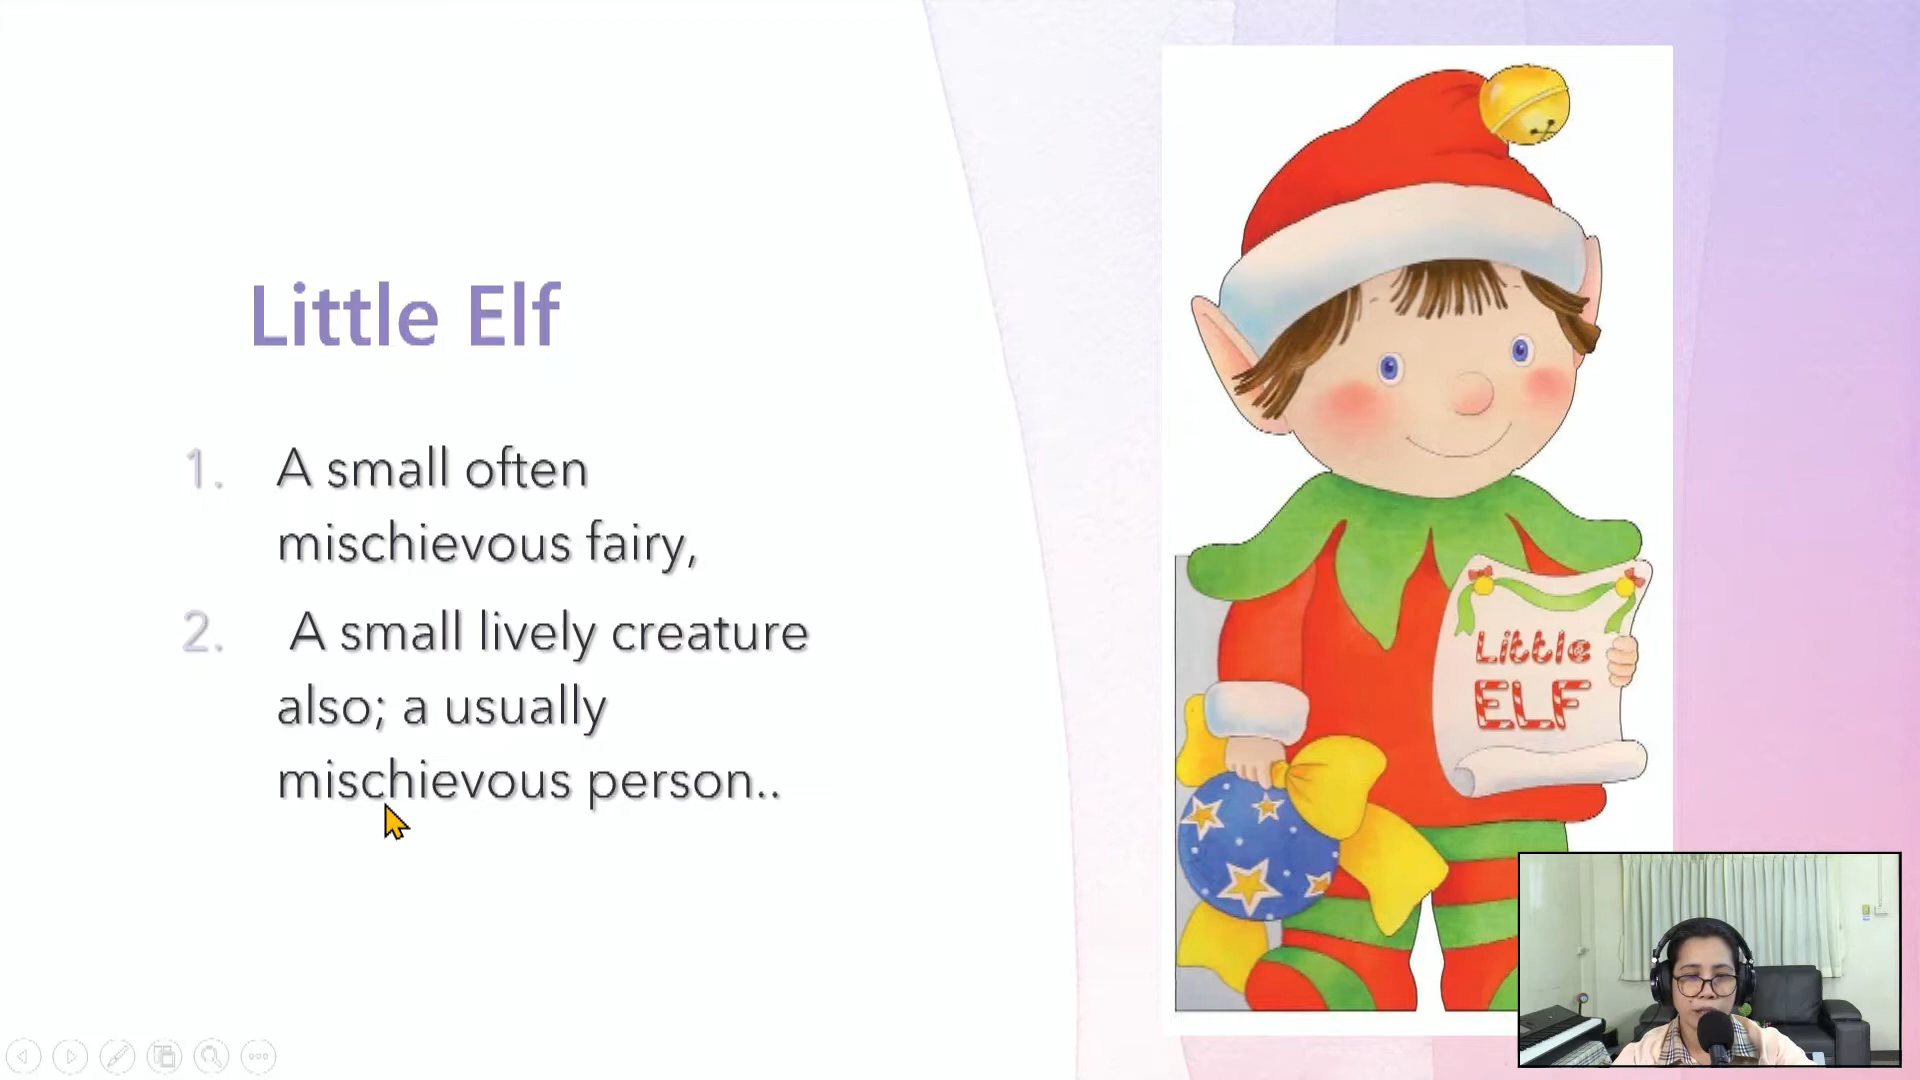 Little Elf
1. A small often
mischievous fairy,
2. A small lively creature
also; a usually
mischievous person..
Little
ELF